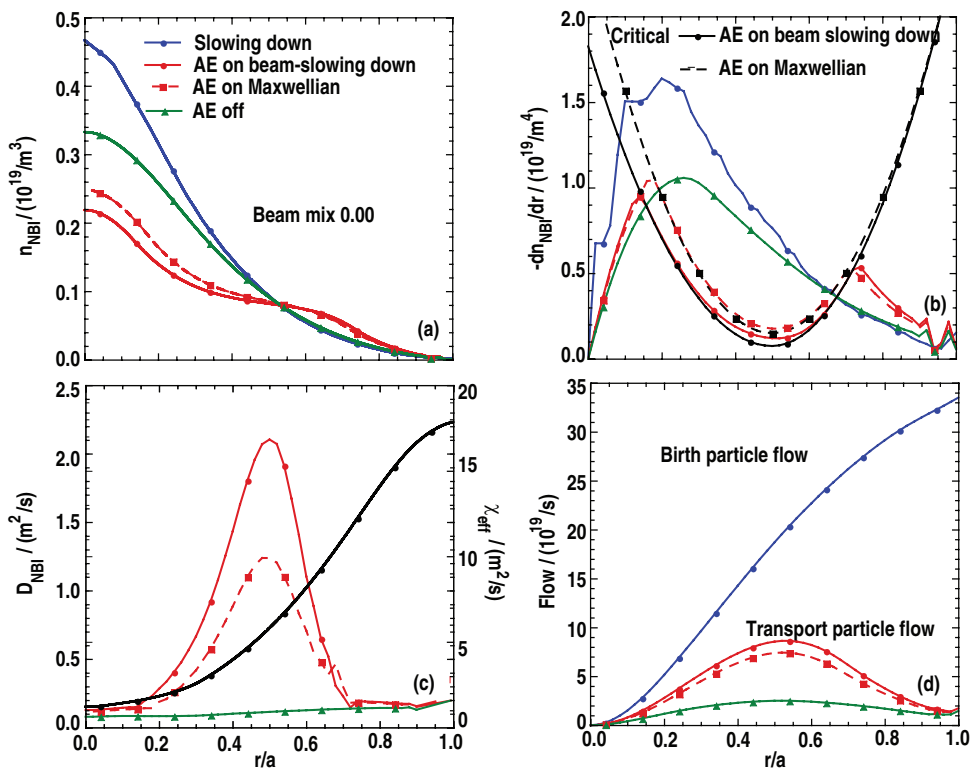 0.5
0.4
0.3
0.2
0.1
0.0
n_NBI / (10^19/m^3)
Slowing down
AE on beam-slowing down
AE on Maxwellian
AE off
Beam mix 0.00
(a)
2.0
1.5
1.0
0.5
0.0
-dn_NBI/dr / (10^19/m^4)
Critical
AE on beam slowing down
AE on Maxwellian
(b)
2.5
2.0
1.5
1.0
0.5
0.0
D_NBI / (m^2/s)
20
15
10
5
0
χ_eff / (m^2/s)
(c)
0.0 0.2 0.4 0.6 0.8 1.0
r/a
35
30
25
20
15
10
5
0
Flow / (10^19/s)
Birth particle flow
Transport particle flow
(d)
0.0 0.2 0.4 0.6 0.8 1.0
r/a